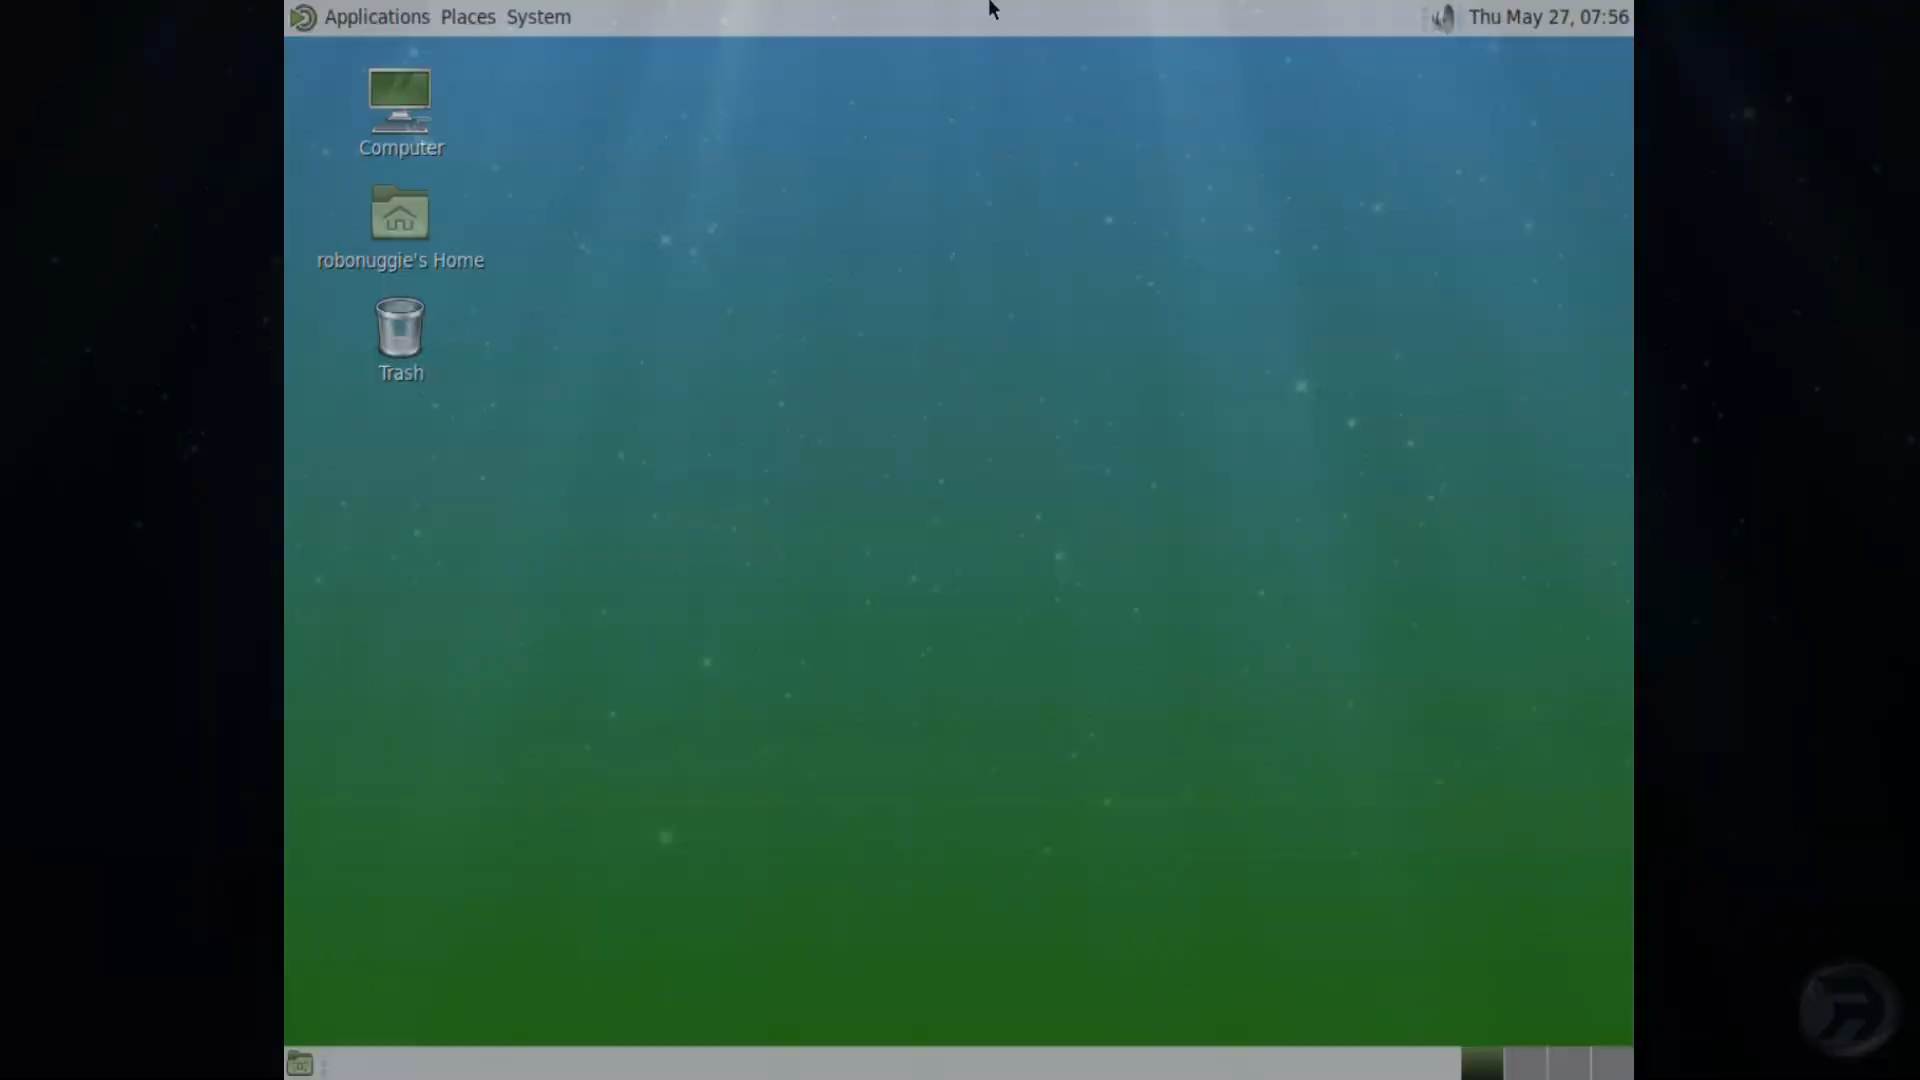 Applications Places System
Thu May 27, 07:56
Computer
robonuggie's Home
Trash